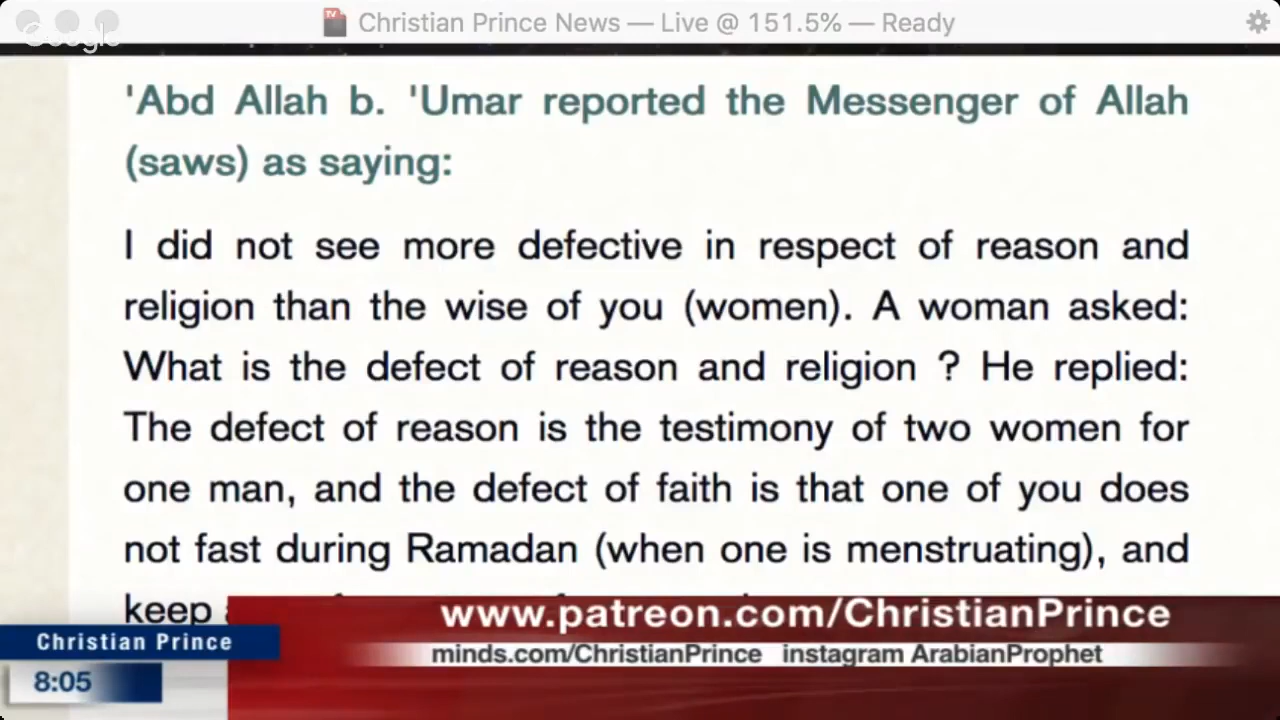 Christian Prince News — Live @ 151.5% — Ready
Google
'Abd Allah b. 'Umar reported the Messenger of Allah
(saws) as saying:
I did not see more defective in respect of reason and
religion than the wise of you (women). A woman asked:
What is the defect of reason and religion ? He replied:
The defect of reason is the testimony of two women for
one man, and the defect of faith is that one of you does
not fast during Ramadan (when one is menstruating), and
keep
www.patreon.com/ChristianPrince
Christian Prince
minds.com/ChristianPrince instagram ArabianProphet
8:05